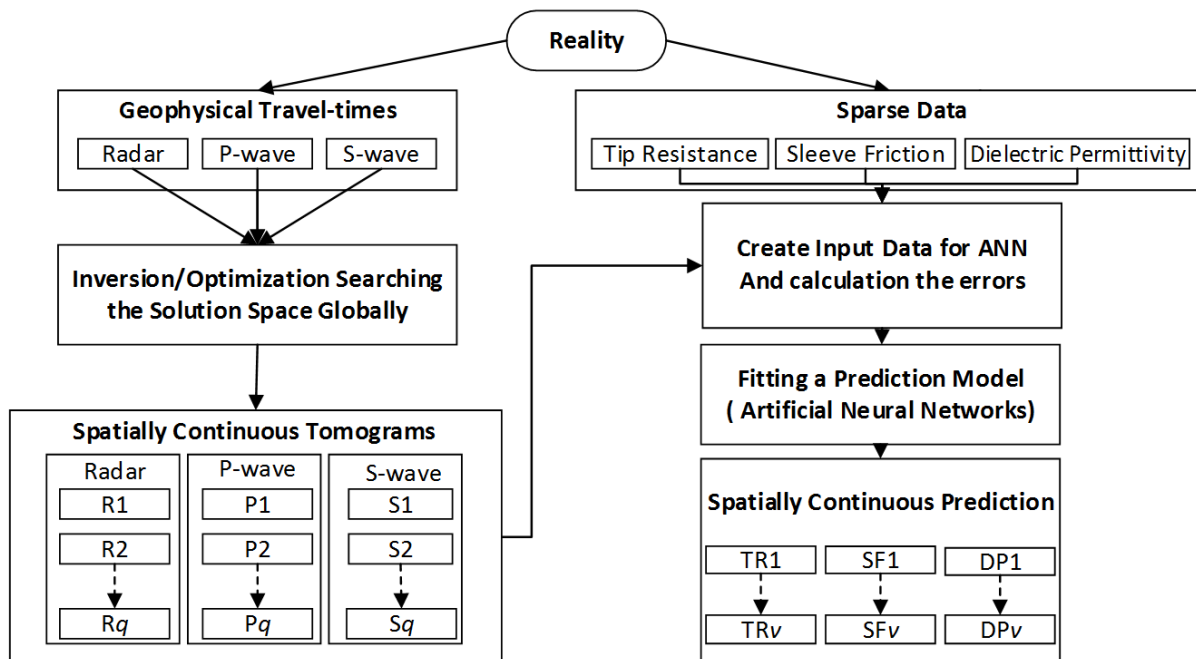 Reality
Geophysical Travel-times
Radar
P-wave
S-wave
Inversion/Optimization Searching
the Solution Space Globally
Spatially Continuous Tomograms
Radar
R1
R2
Rq
P-wave
P1
P2
Pq
S-wave
S1
S2
Sq
Sparse Data
Tip Resistance
Sleeve Friction
Dielectric Permittivity
Create Input Data for ANN
And calculation the errors
Fitting a Prediction Model
( Artificial Neural Networks)
Spatially Continuous Prediction
TR1
TRv
SF1
SFv
DP1
DPv